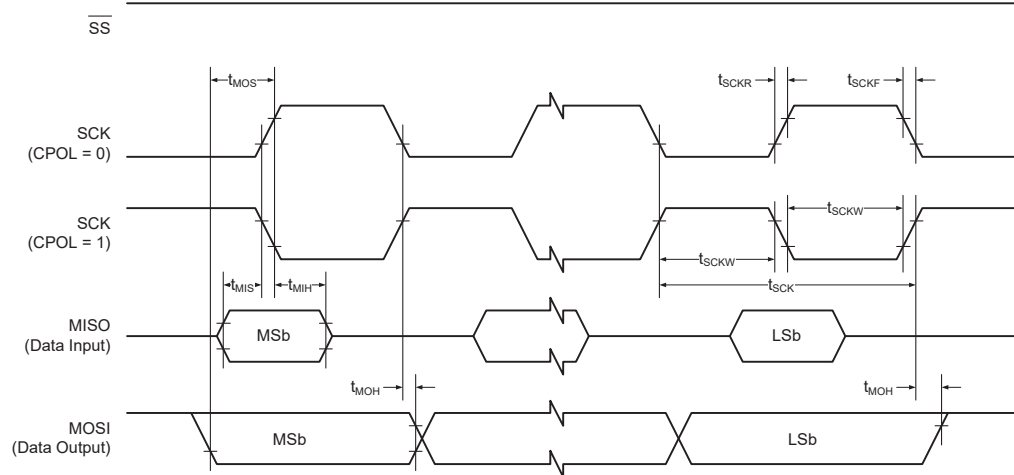 SS
tMOS
tSCKR
tSCKF
SCK
(CPOL = 0)
SCK
(CPOL = 1)
tSCKW
tSCKW
tMIS
tMIH
tSCK
MISO
(Data Input)
MSb
LSb
tMOH
tMOH
MOSI
(Data Output)
MSb
LSb